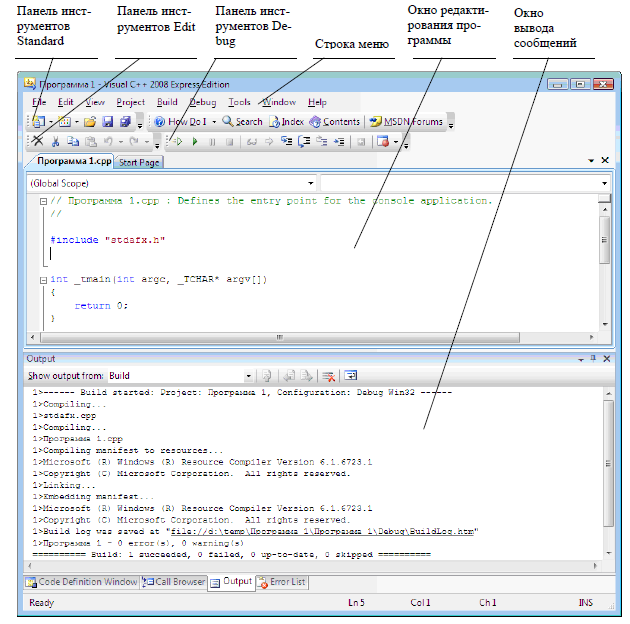 Панель инст-
рументов
Standard
Панель инст-
рументов Edit
Панель инст-
рументов De-
bug
Строка меню
Окно редакти-
рования про-
граммы
Окно
вывода
сообщений
Программа 1 - Visual C++ 2008 Express Edition
File Edit View Project Build Debug Tools Window Help
How Do I Search Index Contents MSDN Forums
Программа 1.cpp Start Page
(Global Scope)
// Программа 1.cpp : Defines the entry point for the console application.
//
#include "stdafx.h"
int _tmain(int argc, _TCHAR* argv[])
{
return 0;
}
Output
Show output from: Build
1>------ Build started: Project: Программа 1, Configuration: Debug Win32 ------
1>Compiling...
1>stdafx.cpp
1>Compiling...
1>Программа 1.cpp
1>Compiling manifest to resources...
1>Microsoft (R) Windows (R) Resource Compiler Version 6.1.6723.1
1>Copyright (C) Microsoft Corporation. All rights reserved.
1>Linking...
1>Embedding manifest...
1>Microsoft (R) Windows (R) Resource Compiler Version 6.1.6723.1
1>Copyright (C) Microsoft Corporation. All rights reserved.
1>Build log was saved at "file://d:\temp\Программа 1\Программа 1\Debug\BuildLog.htm"
1>Программа 1 - 0 error(s), 0 warning(s)
========== Build: 1 succeeded, 0 failed, 0 up-to-date, 0 skipped ==========
Code Definition Window Call Browser Output Error List
Ready Ln 5 Col 1 Ch 1 INS